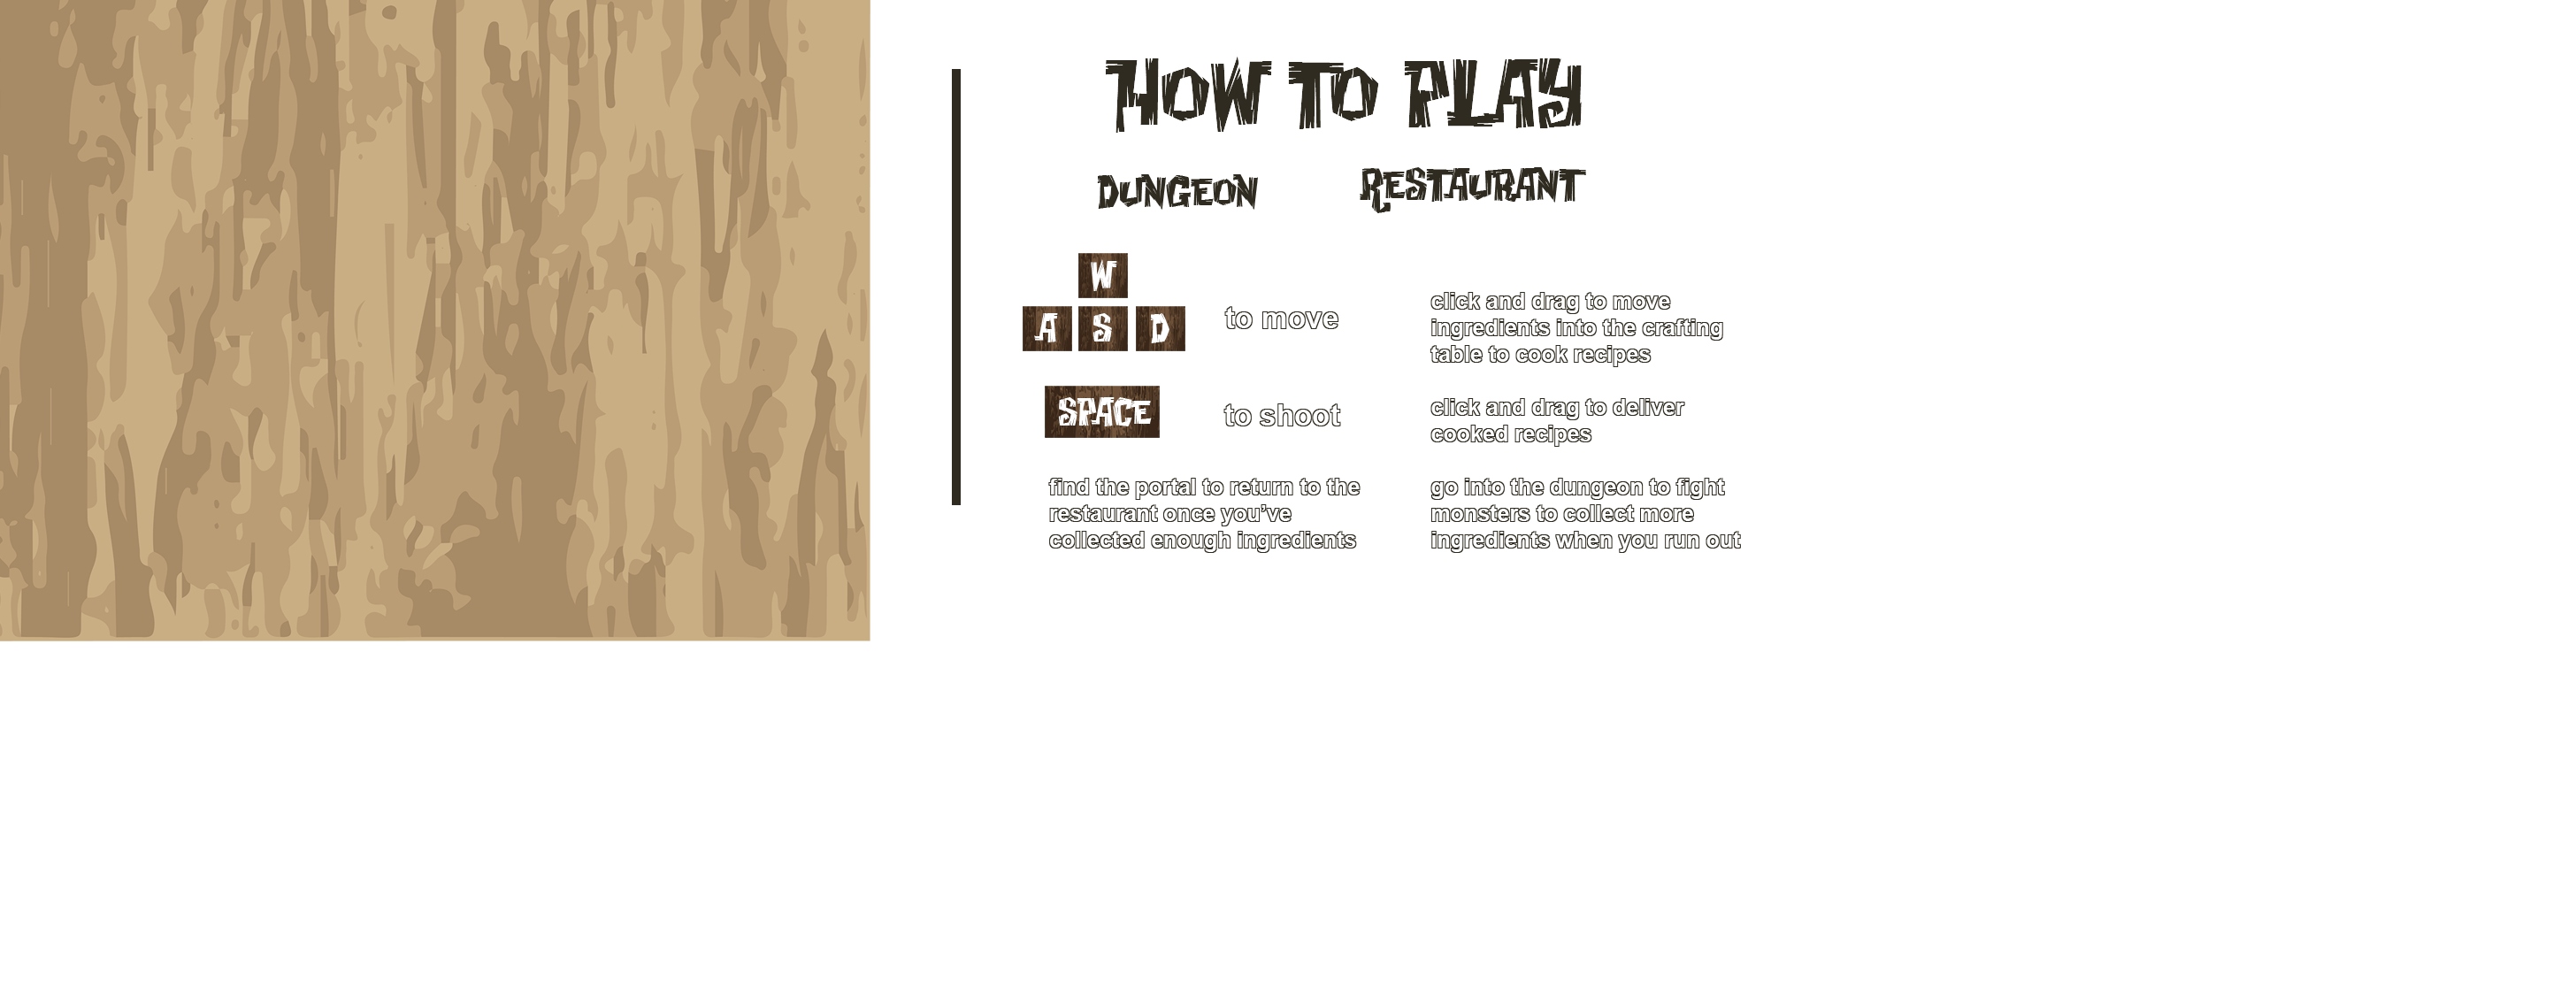 HOW TO PLAY
DUNGEON
W
A S D
to move
SPACE
to shoot
find the portal to return to the
restaurant once you've
collected enough ingredients
RESTAURANT
click and drag to move
ingredients into the crafting
table to cook recipes
click and drag to deliver
cooked recipes
go into the dungeon to fight
monsters to collect more
ingredients when you run out